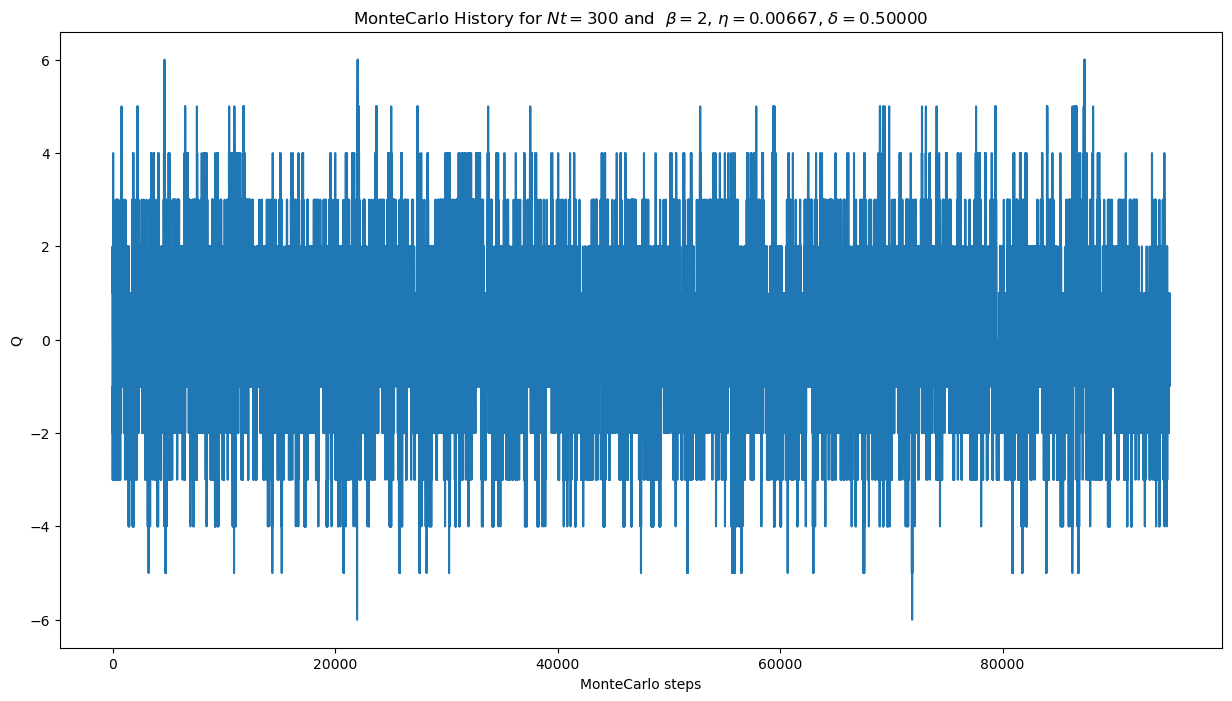 MonteCarlo History for Nt = 300 and β = 2, η = 0.00667, δ = 0.50000
6
4
2
0
−2
−4
−6
Q
0 20000 40000 60000 80000
MonteCarlo steps